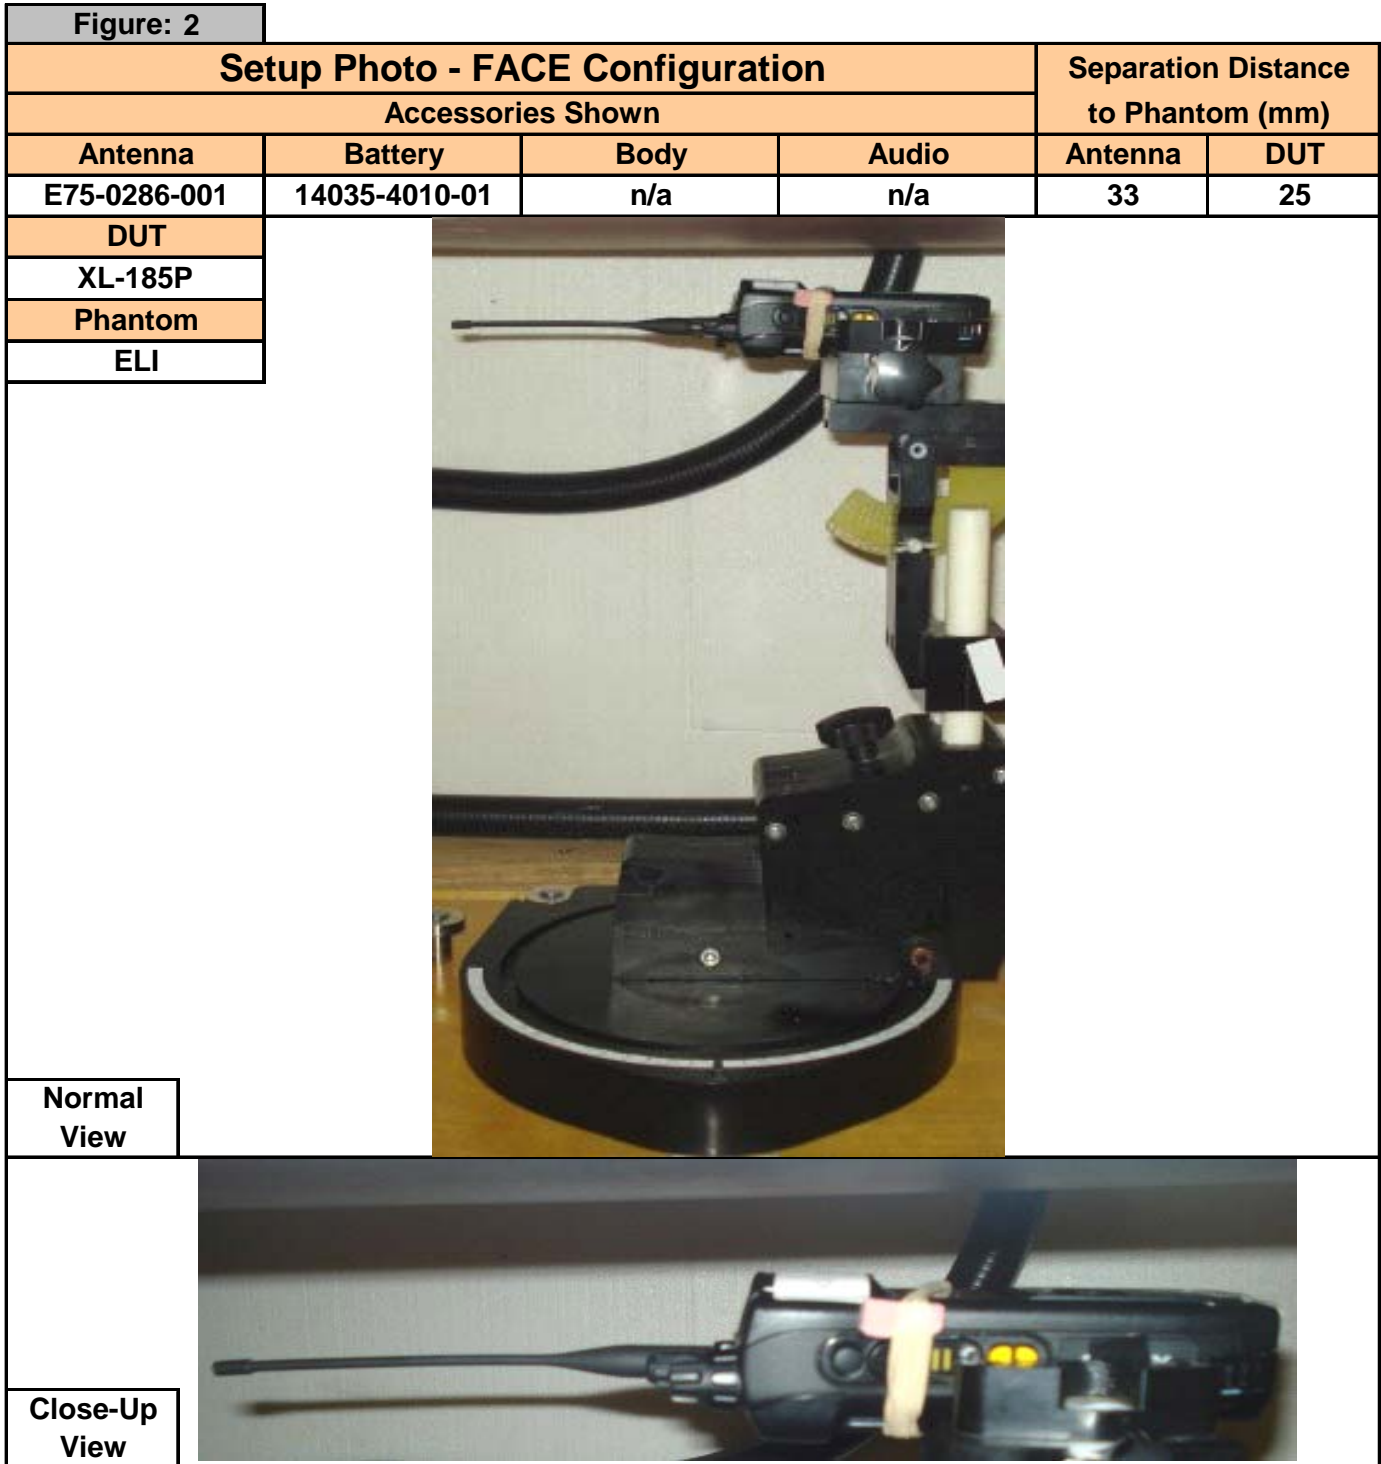 Figure: 2
Setup Photo - FACE Configuration
Separation Distance
to Phantom (mm)
Accessories Shown
Antenna Battery Body Audio Antenna DUT
E75-0286-001 14035-4010-01 n/a n/a 33 25
DUT
XL-185P
Phantom
ELI
Normal
View
Close-Up
View